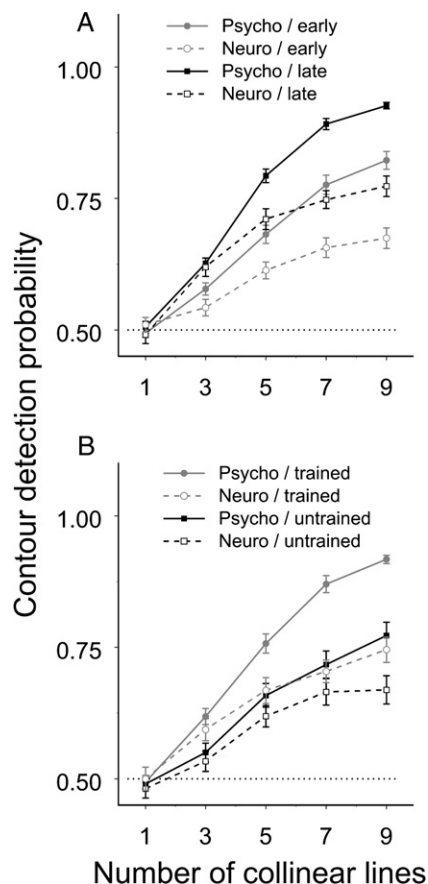 A
Psycho / early
Neuro / early
Psycho / late
Neuro / late
1.00
0.75
0.50
1 3 5 7 9
B
Psycho / trained
Neuro / trained
Psycho / untrained
Neuro / untrained
1.00
0.75
0.50
1 3 5 7 9
Contour detection probability
Number of collinear lines